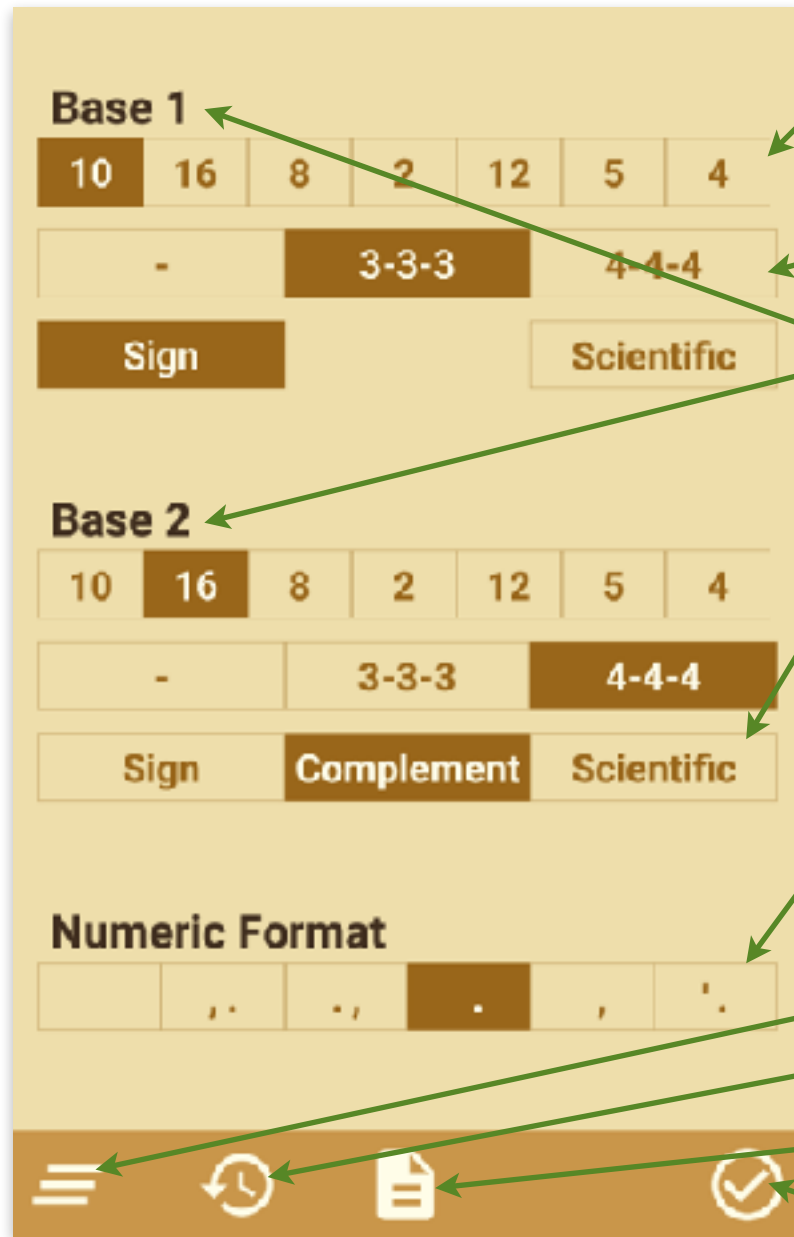 Base 1
10 16 8 2 12 5 4
- 3-3-3 4-4-4
Sign Scientific
Base 2
10 16 8 2 12 5 4
- 3-3-3 4-4-4
Sign Complement Scientific
Numeric Format
,. ., . , '.